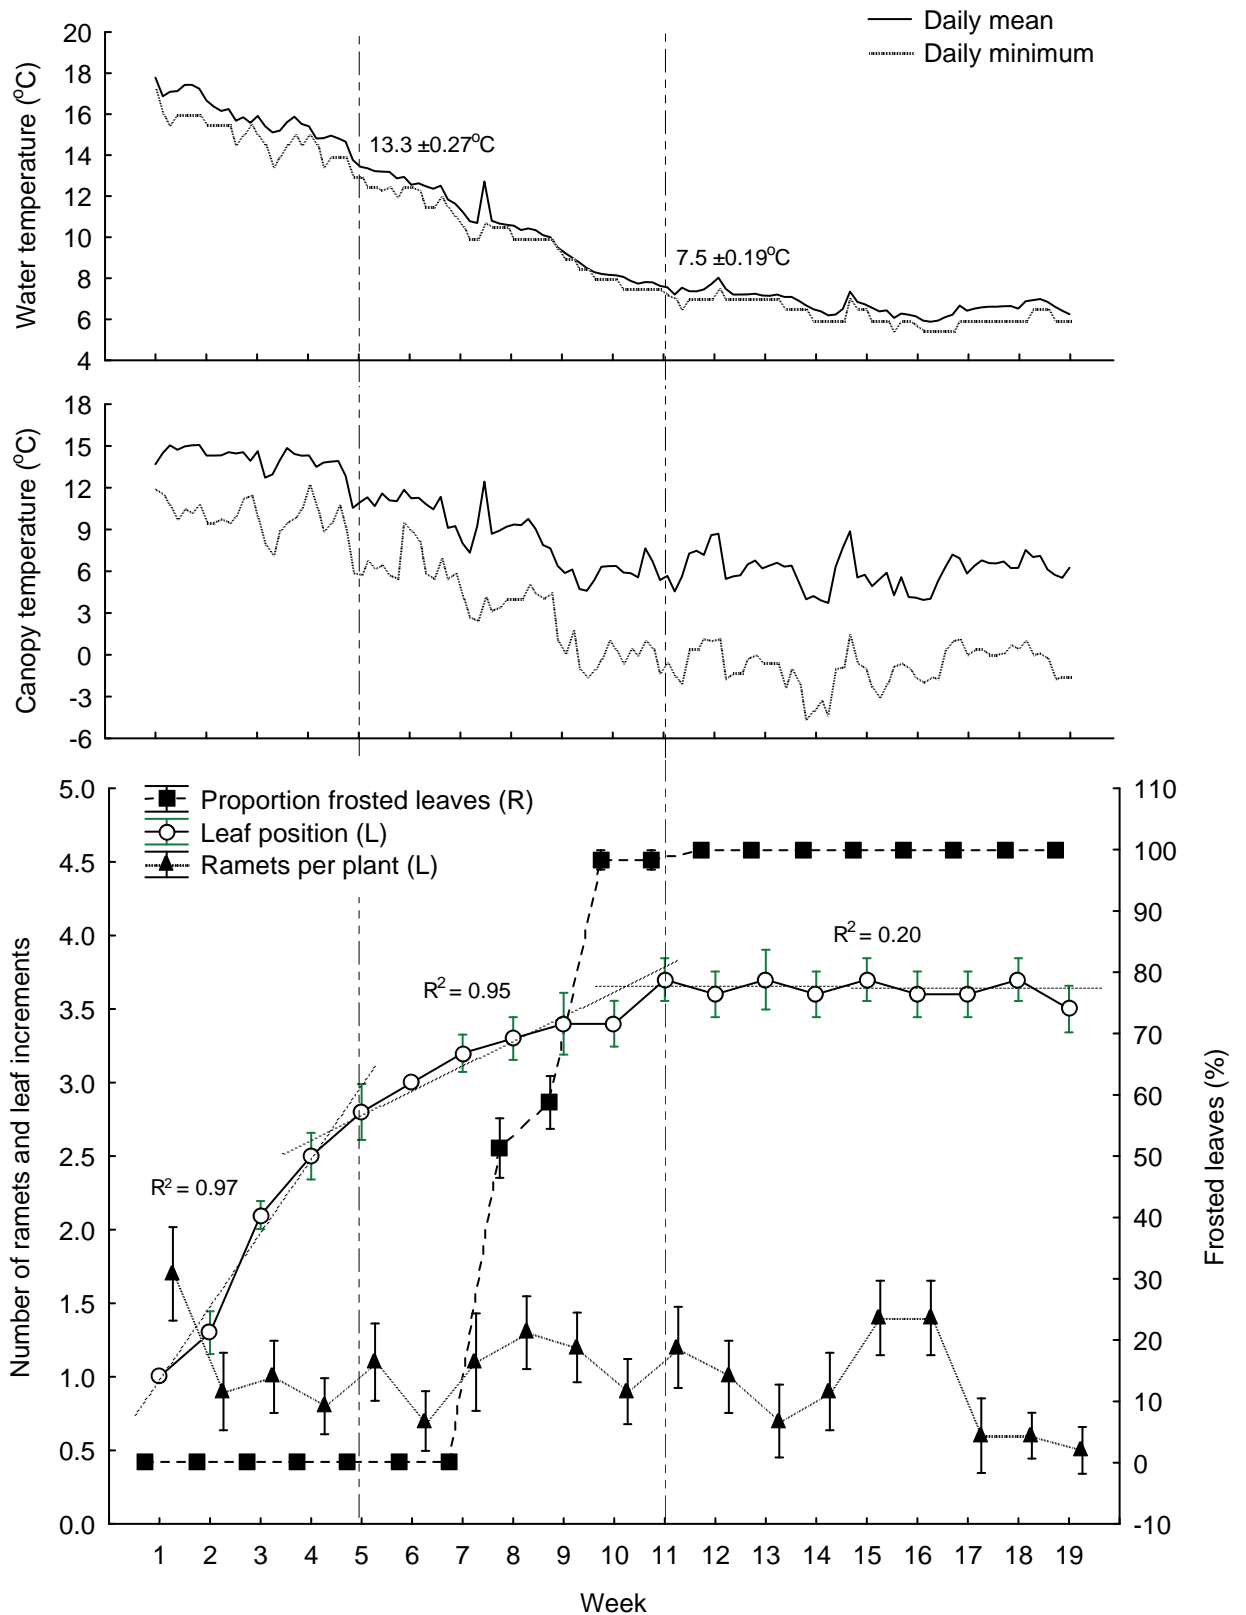 Daily mean
Daily minimum
Water temperature (°C)
20
18
16
14
12
10
8
6
4
13.3 ±0.27°C
7.5 ±0.19°C
Canopy temperature (°C)
18
15
12
9
6
3
0
-3
-6
Proportion frosted leaves (R)
Leaf position (L)
Ramets per plant (L)
Number of ramets and leaf increments
5.0
4.5
4.0
3.5
3.0
2.5
2.0
1.5
1.0
0.5
0.0
R² = 0.97
R² = 0.95
R² = 0.20
110
100
90
80
70
60
50
40
30
20
10
0
-10
Frosted leaves (%)
1 2 3 4 5 6 7 8 9 10 11 12 13 14 15 16 17 18 19
Week